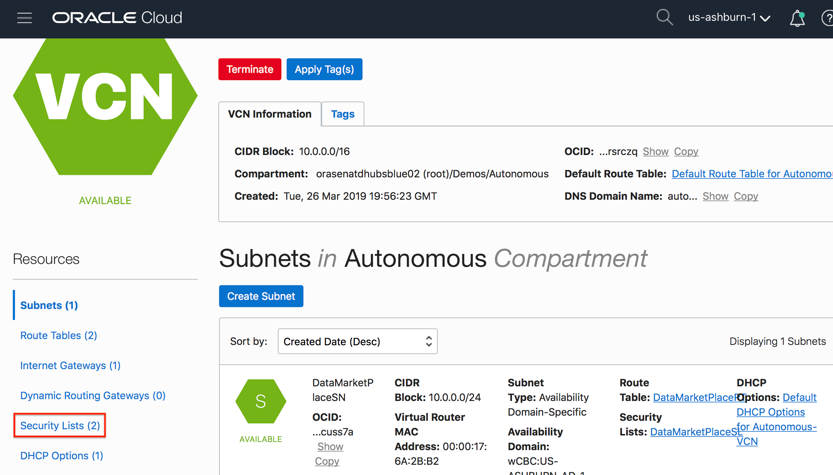 ORACLE Cloud
us-ashburn-1
VCN
AVAILABLE
Terminate
Apply Tag(s)
VCN Information
Tags
CIDR Block: 10.0.0.0/16
Compartment: orasenatdhubsblue02 (root)/Demos/Autonomous
Created: Tue, 26 Mar 2019 19:56:23 GMT
OCID: ...rsrczq Show Copy
Default Route Table: Default Route Table for Autonomo
DNS Domain Name: auto... Show Copy
Resources
Subnets (1)
Route Tables (2)
Internet Gateways (1)
Dynamic Routing Gateways (0)
Security Lists (2)
DHCP Options (1)
Subnets in Autonomous Compartment
Create Subnet
Sort by: Created Date (Desc)
Displaying 1 Subnets
S
AVAILABLE
DataMarketP
laceSN
OCID:
...cuss7a
Show
Copy
CIDR
Block: 10.0.0.0/24
Virtual Router
MAC
Address: 00:00:17:
6A:2B:B2
Subnet
Type: Availability
Domain-Specific
Availability
Domain:
wCBC:US-
ASHBURN-AD-1
Route
Table: DataMarketPlaceRT
Security
Lists: DataMarketPlaceSL
DHCP
Options: Default
DHCP Options
for Autonomous-
VCN